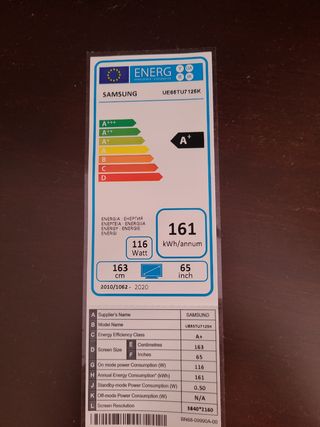 ENERG
SAMSUNG UE65TU7125K
A+++
A++
A+
A
B
C
D
A+
ENERGIA · ЕНЕРГИЯ
ΕΝΕΡΓΕΙΑ · ENERGIJA
ENERGY · ENERGIE
ENERGI
116
Watt
161
kWh/annum
163
cm
65
inch
2010/1062 - 2020
A Supplier's Name SAMSUNG
B Model Name UE65TU7125K
C Energy Efficiency Class A+
D Screen Size E Centimetres 163
F Inches 65
G On mode power Consumption (W) 116
H Annual Energy Consumption* (kWh) 161
J Standby-mode Power Consumption (W) 0.50
K Off-mode Power Consumption (W) N/A
L Screen Resolution 3840*2160
BN68-09990A-00